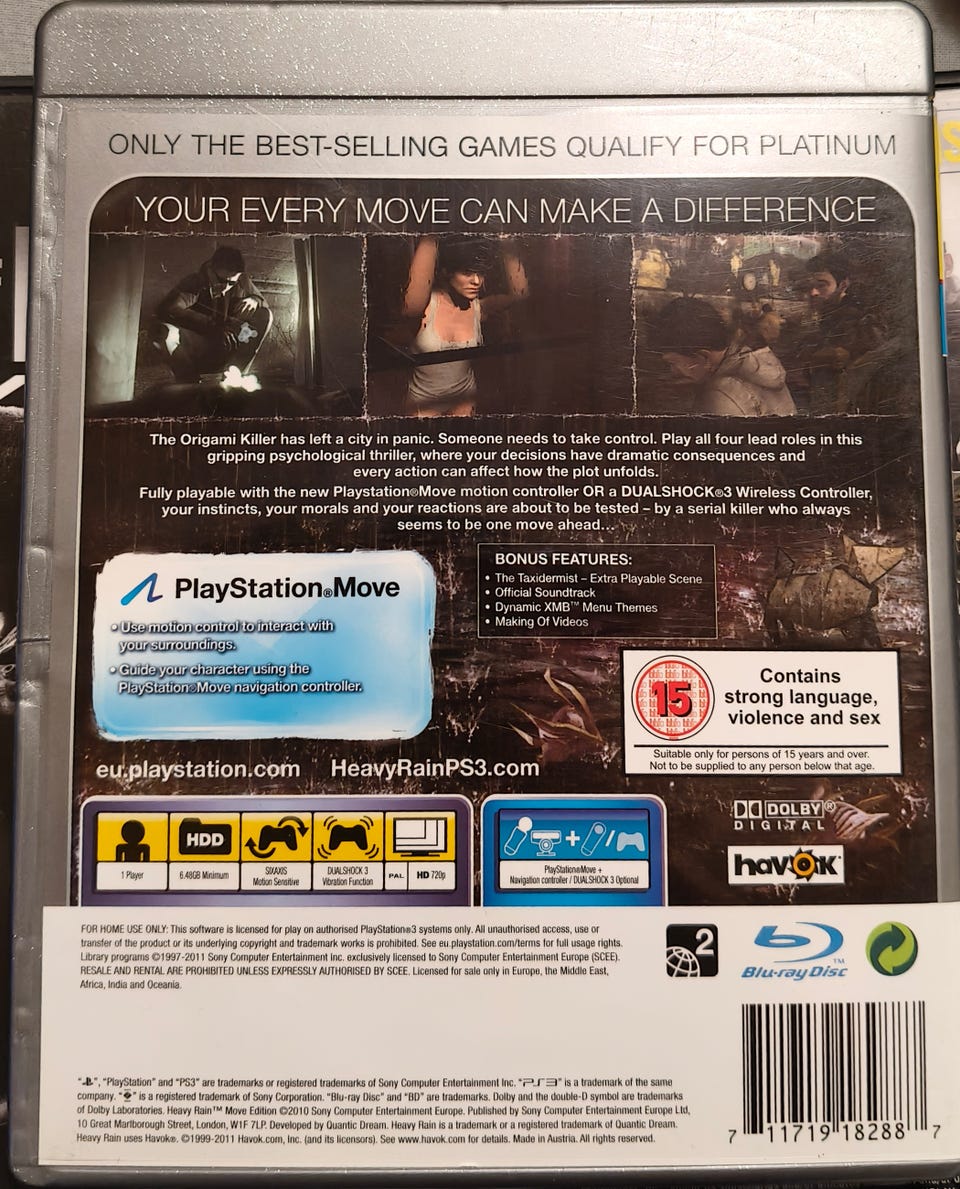 ONLY THE BEST-SELLING GAMES QUALIFY FOR PLATINUM
YOUR EVERY MOVE CAN MAKE A DIFFERENCE
The Origami Killer has left a city in panic. Someone needs to take control. Play all four lead roles in this
gripping psychological thriller, where your decisions have dramatic consequences and
every action can affect how the plot unfolds.
Fully playable with the new Playstation®Move motion controller OR a DUALSHOCK®3 Wireless Controller,
your instincts, your morals and your reactions are about to be tested – by a serial killer who always
seems to be one move ahead...
PlayStation®Move
• Use motion control to interact with
your surroundings.
• Guide your character using the
PlayStation®Move navigation controller.
BONUS FEATURES:
• The Taxidermist – Extra Playable Scene
• Official Soundtrack
• Dynamic XMB™ Menu Themes
• Making Of Videos
15
Contains
strong language,
violence and sex
Suitable only for persons of 15 years and over.
Not to be supplied to any person below that age.
eu.playstation.com HeavyRainPS3.com
HDD
1 Player
6.48GB Minimum
SIXAXIS
Motion Sensitive
DUALSHOCK 3
Vibration Function
PAL
HD 720p
PlayStation®Move +
Navigation controller / DUALSHOCK 3 Optional
DOLBY®
DIGITAL
havok
FOR HOME USE ONLY: This software is licensed for play on authorised PlayStation®3 systems only. All unauthorised access, use or
transfer of the product or its underlying copyright and trademark works is prohibited. See eu.playstation.com/terms for full usage rights.
Library programs ©1997-2011 Sony Computer Entertainment Inc. exclusively licensed to Sony Computer Entertainment Europe (SCEE).
RESALE AND RENTAL ARE PROHIBITED UNLESS EXPRESSLY AUTHORISED BY SCEE. Licensed for sale only in Europe, the Middle East,
Africa, India and Oceania.
2
Blu-ray Disc™
"PS", "PlayStation" and "PS3" are trademarks or registered trademarks of Sony Computer Entertainment Inc. "PS3" is a trademark of the same
company. "" is a registered trademark of Sony Corporation. "Blu-ray Disc" and "BD" are trademarks. Dolby and the double-D symbol are trademarks
of Dolby Laboratories. Heavy Rain™ Move Edition ©2010 Sony Computer Entertainment Europe. Published by Sony Computer Entertainment Europe Ltd,
10 Great Marlborough Street, London, W1F 7LP. Developed by Quantic Dream. Heavy Rain is a trademark or a registered trademark of Quantic Dream.
Heavy Rain uses Havok®. ©1999-2011 Havok.com, Inc. (and its licensors). See www.havok.com for details. Made in Austria. All rights reserved.
7 11719 18288 7